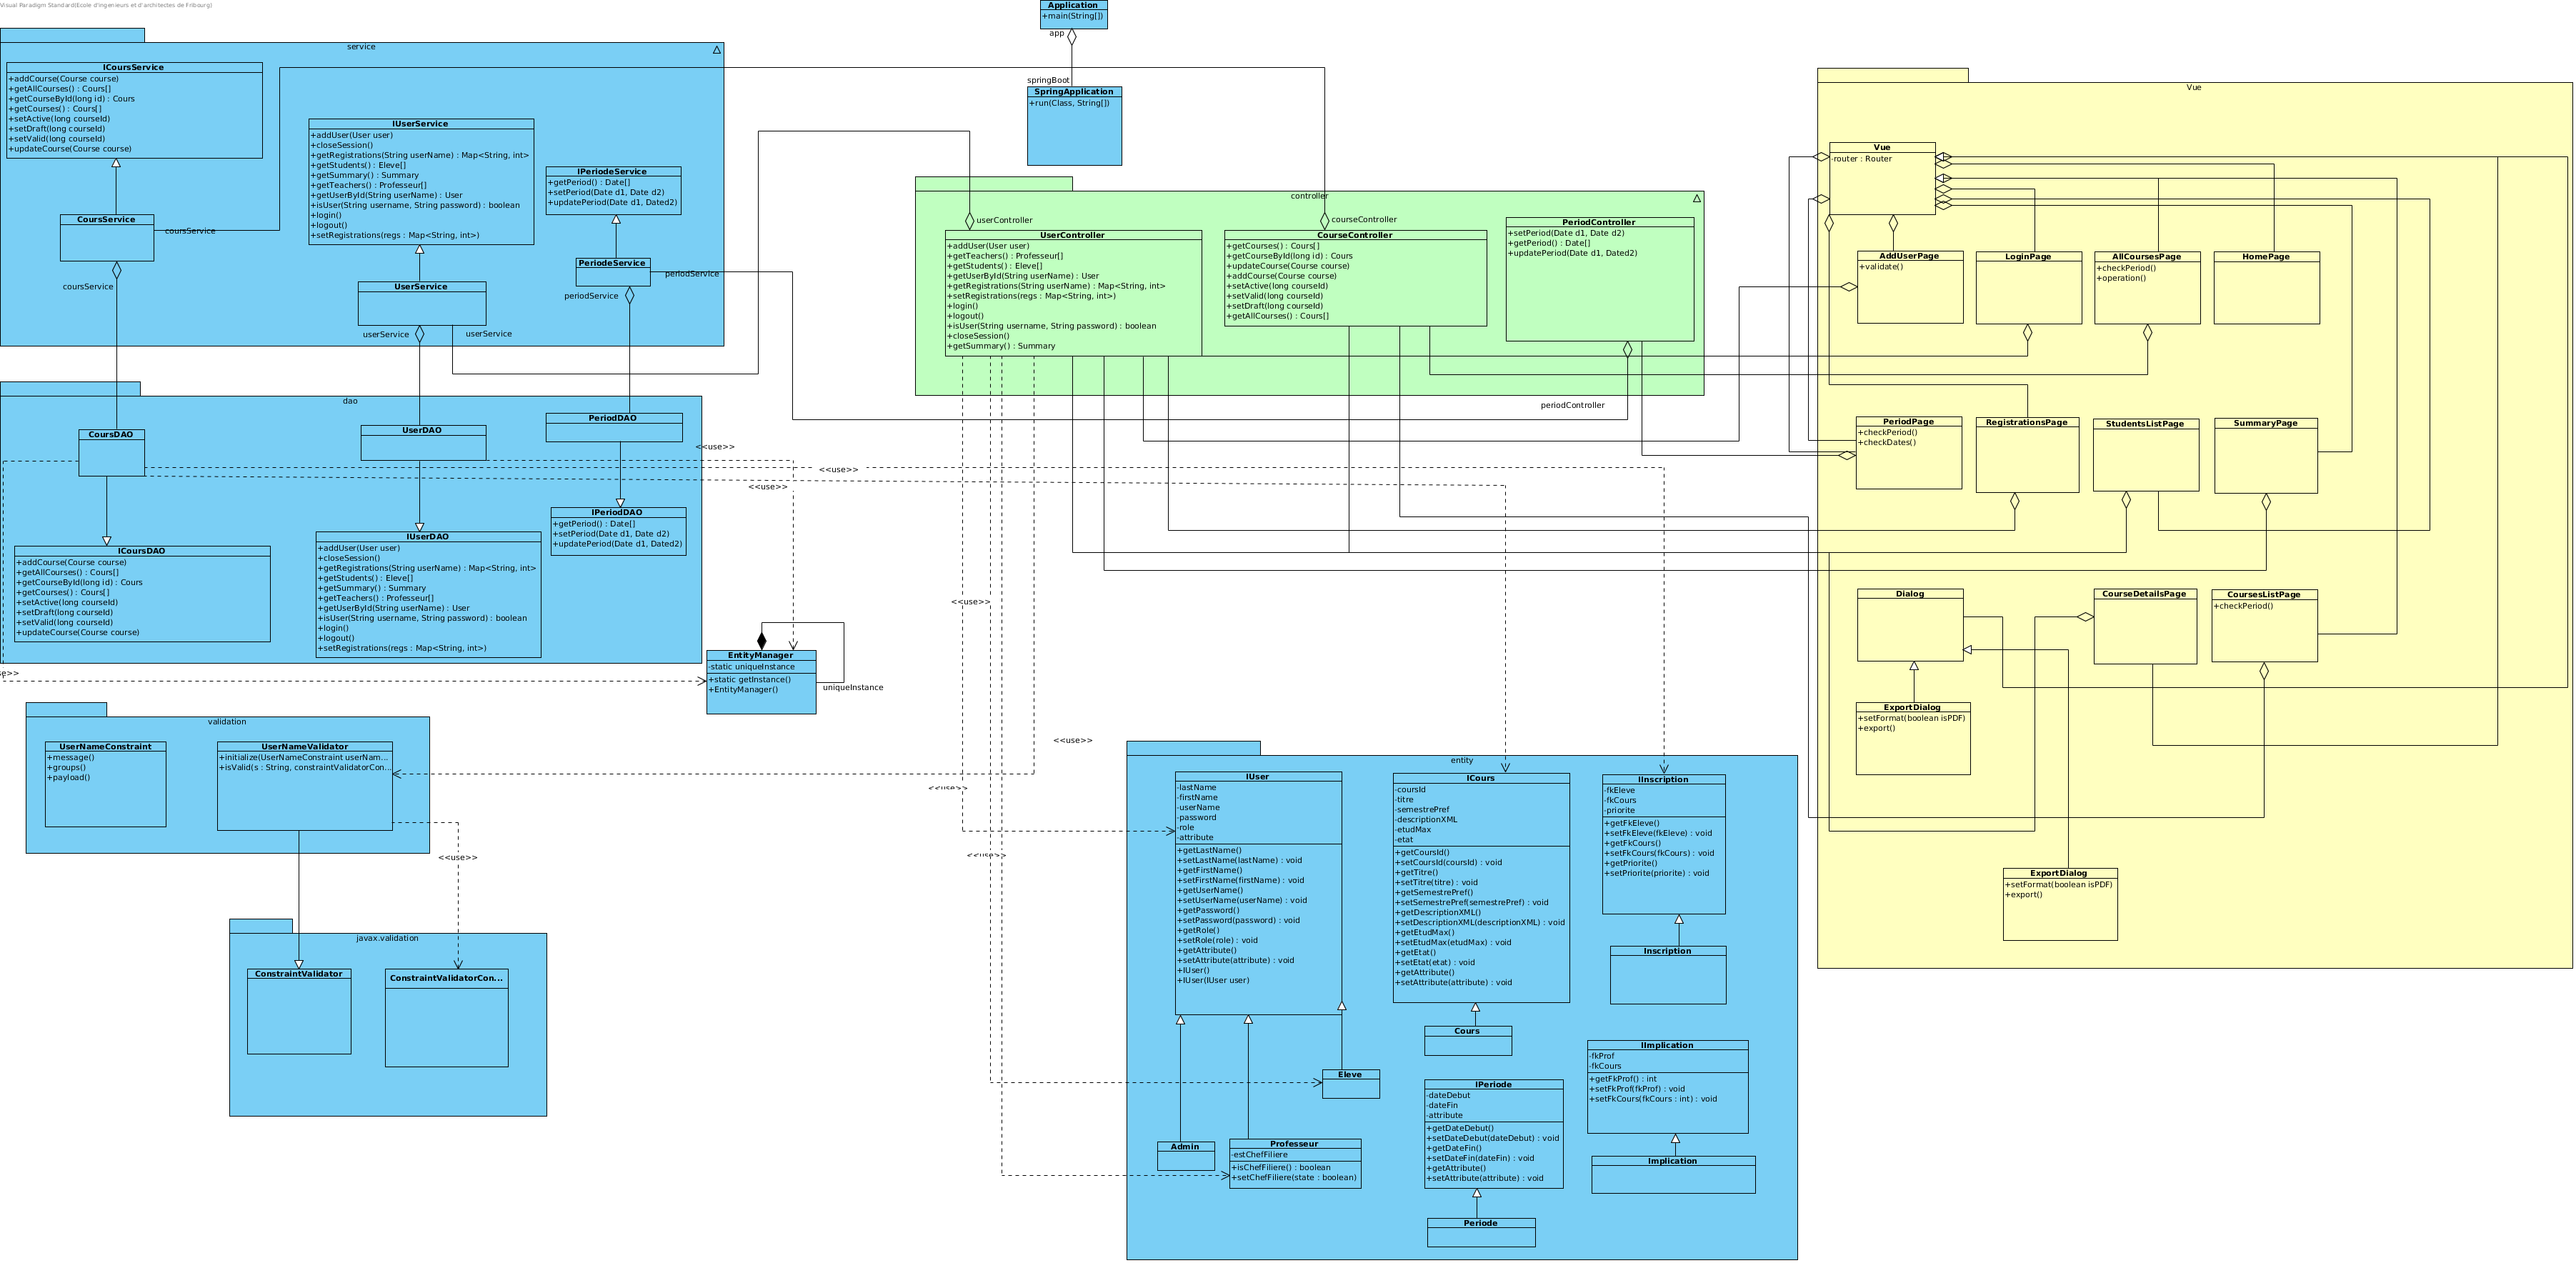 Visual Paradigm Standard(Ecole d'ingenieurs et d'architectes de Fribourg)
Application
+main(String[])
app
springBoot
SpringApplication
+run(Class, String[])
service
ICoursService
+addCourse(Course course)
+getAllCourses() : Cours[]
+getCourseById(long id) : Cours
+getCourses() : Cours[]
+setActive(long courseId)
+setDraft(long courseId)
+setValid(long courseId)
+updateCourse(Course course)
IUserService
+addUser(User user)
+closeSession()
+getRegistrations(String userName) : Map<String, int>
+getStudents() : Eleve[]
+getSummary() : Summary
+getTeachers() : Professeur[]
+getUserById(String userName) : User
+isUser(String username, String password) : boolean
+login()
+logout()
+setRegistrations(regs : Map<String, int>)
IPeriodeService
+getPeriod() : Date[]
+setPeriod(Date d1, Date d2)
+updatePeriod(Date d1, Dated2)
CoursService
coursService
coursService
UserService
userService
userService
PeriodeService
periodService
periodService
controller
userController
courseController
UserController
+addUser(User user)
+getTeachers() : Professeur[]
+getStudents() : Eleve[]
+getUserById(String userName) : User
+getRegistrations(String userName) : Map<String, int>
+setRegistrations(regs : Map<String, int>)
+login()
+logout()
+isUser(String username, String password) : boolean
+closeSession()
+getSummary() : Summary
CourseController
+getCourses() : Cours[]
+getCourseById(long id) : Cours
+updateCourse(Course course)
+addCourse(Course course)
+setActive(long courseId)
+setValid(long courseId)
+setDraft(long courseId)
+getAllCourses() : Cours[]
PeriodController
+setPeriod(Date d1, Date d2)
+getPeriod() : Date[]
+updatePeriod(Date d1, Dated2)
periodController
Vue
Vue
-router : Router
AddUserPage
+validate()
LoginPage
AllCoursesPage
+checkPeriod()
+operation()
HomePage
PeriodPage
+checkPeriod()
+checkDates()
RegistrationsPage
StudentsListPage
SummaryPage
Dialog
CourseDetailsPage
CoursesListPage
+checkPeriod()
ExportDialog
+setFormat(boolean isPDF)
+export()
ExportDialog
+setFormat(boolean isPDF)
+export()
dao
CoursDAO
UserDAO
PeriodDAO
<<use>>
<<use>>
<<use>>
ICoursDAO
+addCourse(Course course)
+getAllCourses() : Cours[]
+getCourseById(long id) : Cours
+getCourses() : Cours[]
+setActive(long courseId)
+setDraft(long courseId)
+setValid(long courseId)
+updateCourse(Course course)
IUserDAO
+addUser(User user)
+closeSession()
+getRegistrations(String userName) : Map<String, int>
+getStudents() : Eleve[]
+getSummary() : Summary
+getTeachers() : Professeur[]
+getUserById(String userName) : User
+isUser(String username, String password) : boolean
+login()
+logout()
+setRegistrations(regs : Map<String, int>)
IPeriodDAO
+getPeriod() : Date[]
+setPeriod(Date d1, Date d2)
+updatePeriod(Date d1, Dated2)
EntityManager
-static uniqueInstance
+static getInstance()
+EntityManager()
uniqueInstance
<<use>>
<<use>>
<<use>>
<<use>>
validation
UserNameConstraint
+message()
+groups()
+payload()
UserNameValidator
+initialize(UserNameConstraint userNam...
+isValid(s : String, constraintValidatorCon...
<<use>>
javax.validation
ConstraintValidator
ConstraintValidatorCon...
entity
IUser
-lastName
-firstName
-userName
-password
-role
-attribute
+getLastName()
+setLastName(lastName) : void
+getFirstName()
+setFirstName(firstName) : void
+getUserName()
+setUserName(userName) : void
+getPassword()
+setPassword(password) : void
+getRole()
+setRole(role) : void
+getAttribute()
+setAttribute(attribute) : void
+IUser()
+IUser(IUser user)
ICours
-coursId
-titre
-semestrePref
-descriptionXML
-etudMax
-etat
+getCoursId()
+setCoursId(coursId) : void
+getTitre()
+setTitre(titre) : void
+getSemestrePref()
+setSemestrePref(semestrePref) : void
+getDescriptionXML()
+setDescriptionXML(descriptionXML) : void
+getEtudMax()
+setEtudMax(etudMax) : void
+getEtat()
+setEtat(etat) : void
+getAttribute()
+setAttribute(attribute) : void
IInscription
-fkEleve
-fkCours
-priorite
+getFkEleve()
+setFkEleve(fkEleve) : void
+getFkCours()
+setFkCours(fkCours) : void
+getPriorite()
+setPriorite(priorite) : void
Inscription
Cours
Eleve
Admin
Professeur
-estChefFiliere
+isChefFiliere() : boolean
+setChefFiliere(state : boolean)
IPeriode
-dateDebut
-dateFin
-attribute
+getDateDebut()
+setDateDebut(dateDebut) : void
+getDateFin()
+setDateFin(dateFin) : void
+getAttribute()
+setAttribute(attribute) : void
Periode
IImplication
-fkProf
-fkCours
+getFkProf() : int
+setFkProf(fkProf) : void
+setFkCours(fkCours : int) : void
Implication